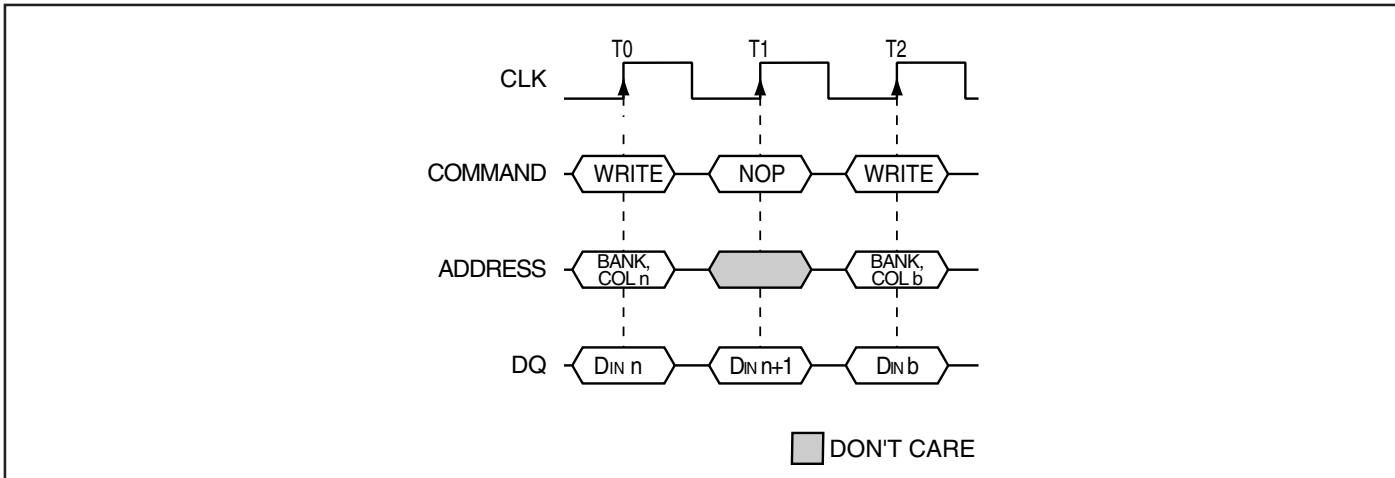 T0 T1 T2
CLK
COMMAND WRITE NOP WRITE
ADDRESS BANK, COL n BANK, COL b
DQ DIN n DIN n+1 DIN b
DON'T CARE